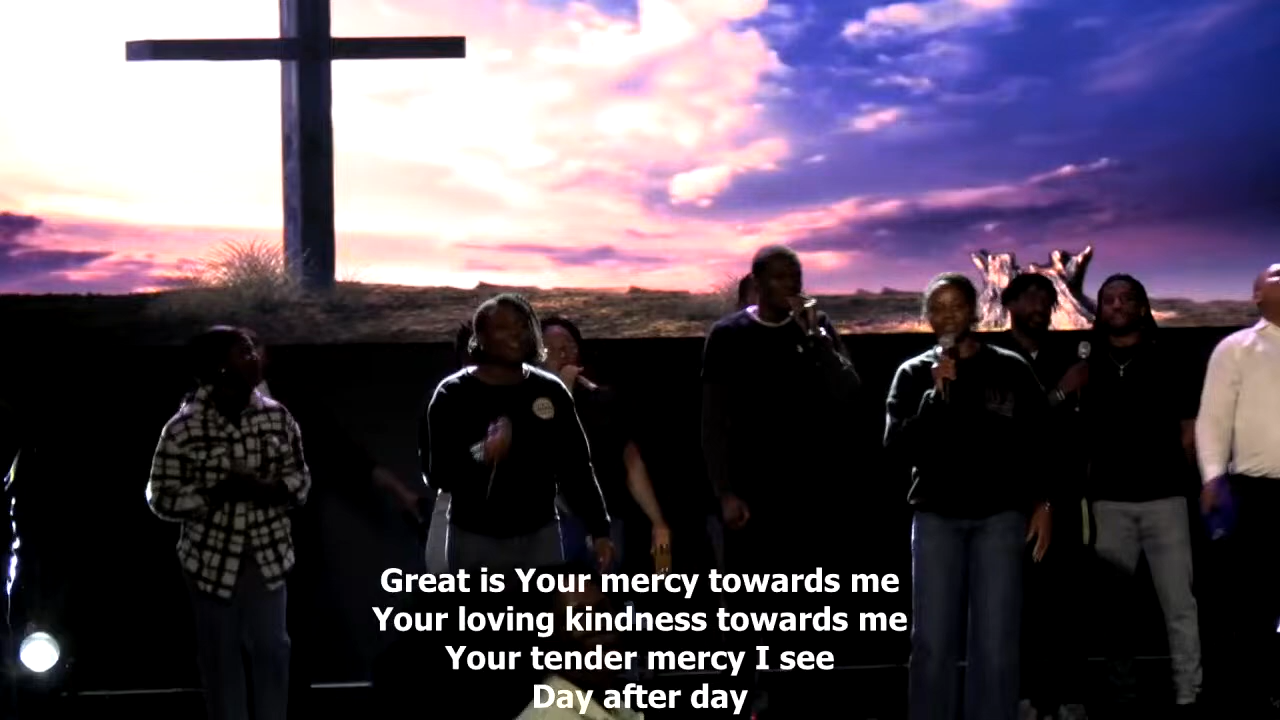 Great is Your mercy towards me
Your loving kindness towards me
Your tender mercy I see
Day after day